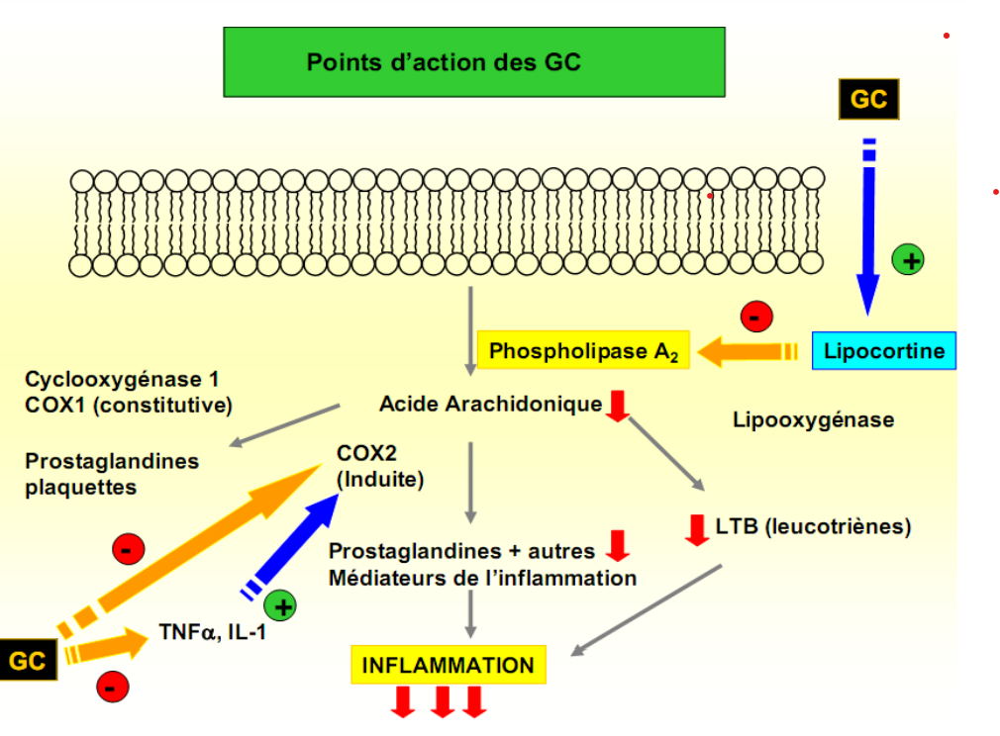 Points d’action des GC
GC
+
-
Phospholipase A₂
Lipocortine
Cyclooxygénase 1
COX1 (constitutive)
Acide Arachidonique
Lipooxygénase
Prostaglandines
plaquettes
COX2
(Induite)
-
LTB (leucotriènes)
Prostaglandines + autres
Médiateurs de l’inflammation
+
TNFα, IL-1
GC
-
INFLAMMATION